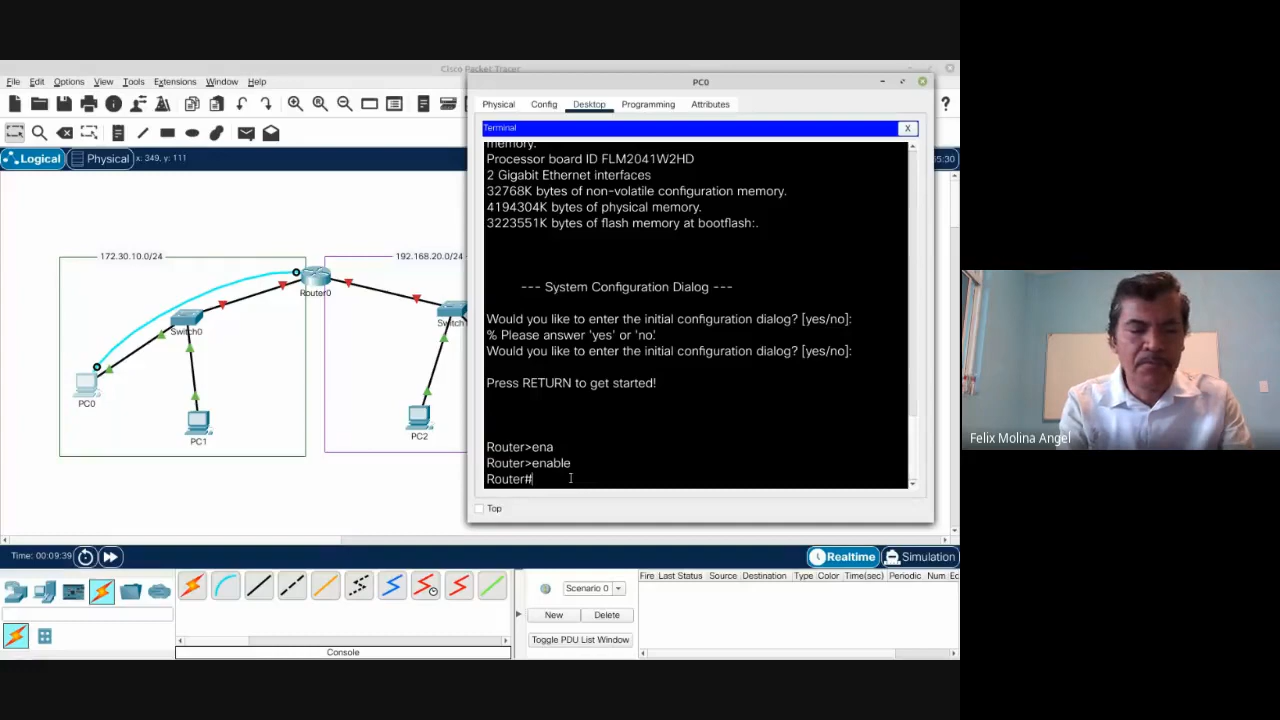 Cisco Packet Tracer
File Edit Options View Tools Extensions Window Help
Logical Physical x: 349, y: 111
172.30.10.0/24
192.168.20.0/24
Router0
Switch0
Switch
PC0
PC1
PC2
PC0
Physical Config Desktop Programming Attributes
Terminal X
memory.
Processor board ID FLM2041W2HD
2 Gigabit Ethernet interfaces
32768K bytes of non-volatile configuration memory.
4194304K bytes of physical memory.
3223551K bytes of flash memory at bootflash:.
--- System Configuration Dialog ---
Would you like to enter the initial configuration dialog? [yes/no]:
% Please answer 'yes' or 'no'.
Would you like to enter the initial configuration dialog? [yes/no]:
Press RETURN to get started!
Router>ena
Router>enable
Router#
Top
?
55:30
Time: 00:09:39
Realtime Simulation
Scenario 0
New Delete
Toggle PDU List Window
Fire Last Status Source Destination Type Color Time(sec) Periodic Num Ec
Console
Felix Molina Angel